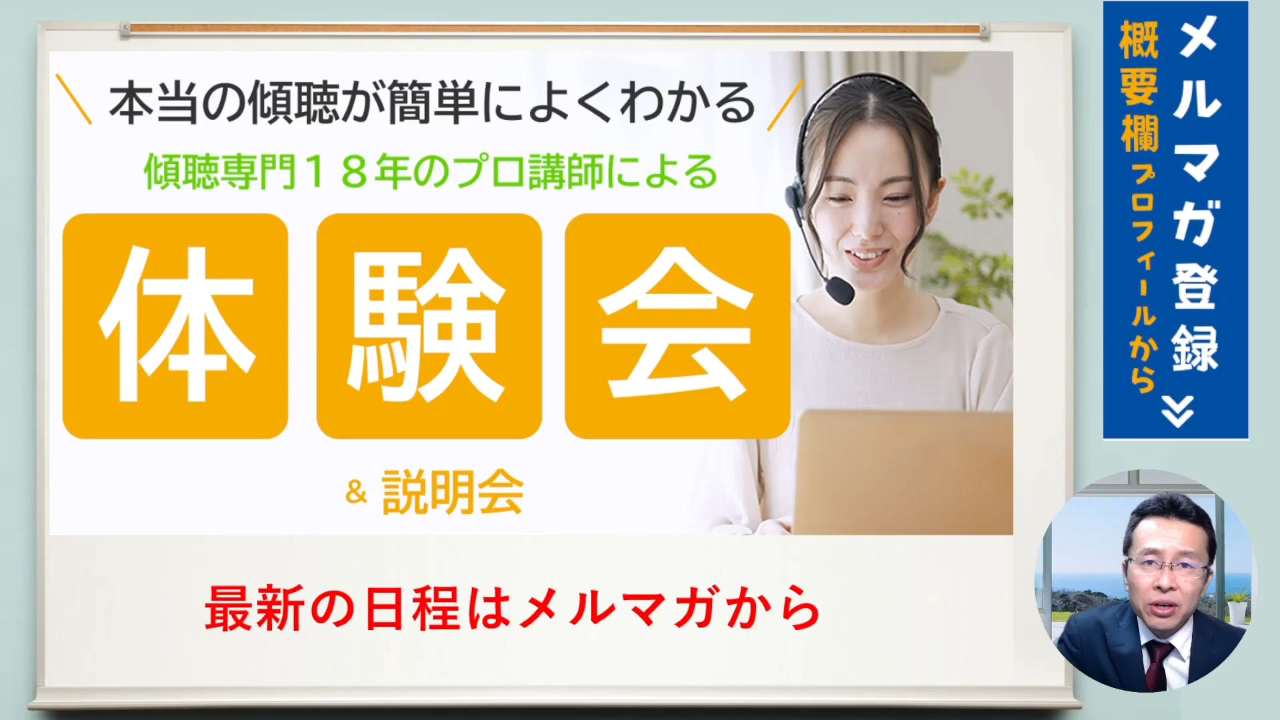 本当の傾聴が簡単によくわかる
傾聴専門１８年のプロ講師による
体験会
& 説明会
最新の日程はメルマガから
メルマガ登録
概要欄プロフィールから